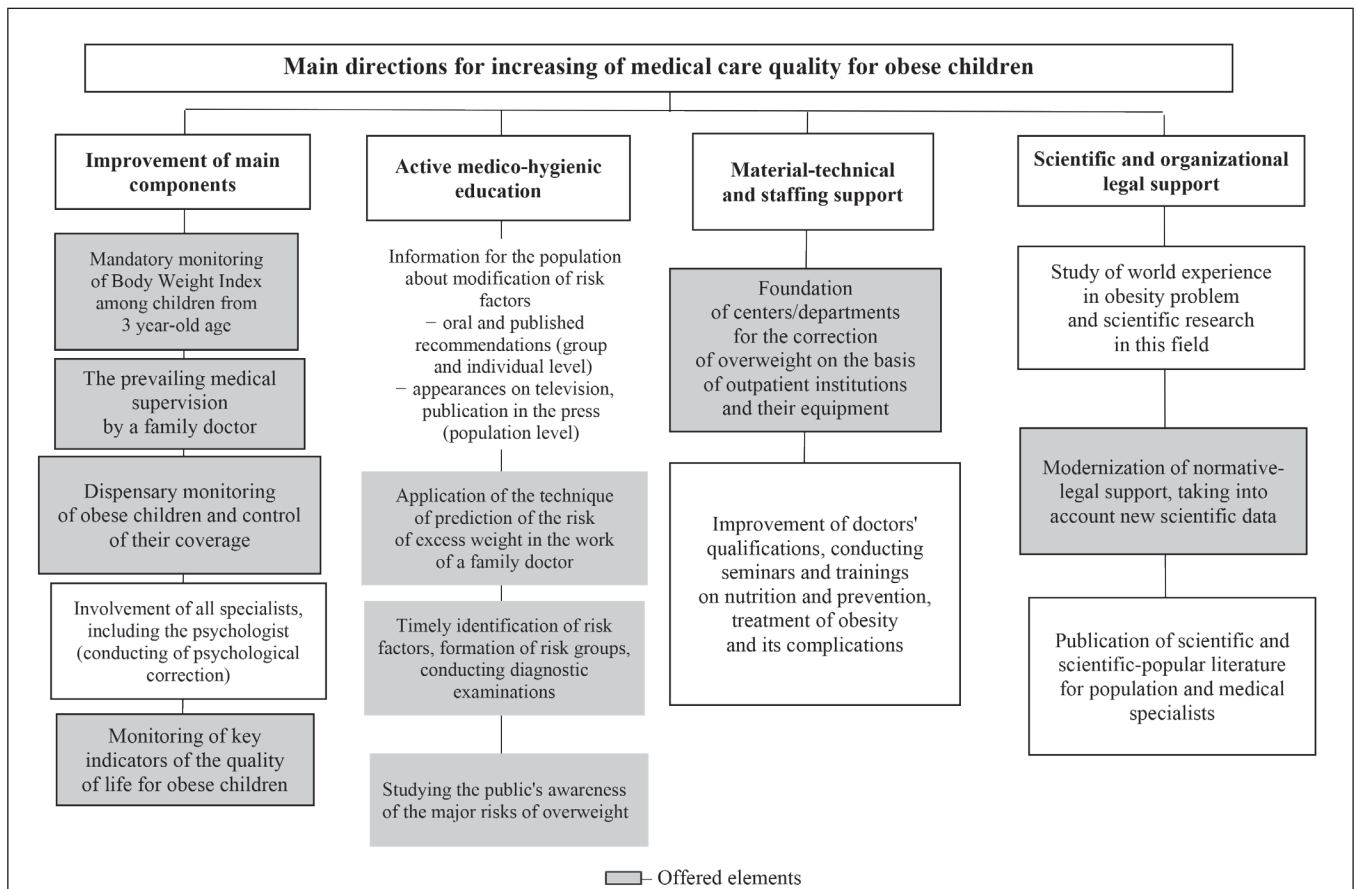 Main directions for increasing of medical care quality for obese children
Improvement of main
components
Mandatory monitoring
of Body Weight Index
among children from
3 year-old age
The prevailing medical
supervision
by a family doctor
Dispensary monitoring
of obese children and control
of their coverage
Involvement of all specialists,
including the psychologist
(conducting of psychological
correction)
Monitoring of key
indicators of the quality
of life for obese children
Active medico-hygienic
education
Information for the population
about modification of risk
factors
– oral and published
recommendations (group
and individual level)
– appearances on television,
publication in the press
(population level)
Application of the technique
of prediction of the risk
of excess weight in the work
of a family doctor
Timely identification of risk
factors, formation of risk groups,
conducting diagnostic
examinations
Studying the public's awareness
of the major risks of overweight
Material-technical
and staffing support
Foundation
of centers/departments
for the correction
of overweight on the basis
of outpatient institutions
and their equipment
Improvement of doctors'
qualifications, conducting
seminars and trainings
on nutrition and prevention,
treatment of obesity
and its complications
Scientific and organizational
legal support
Study of world experience
in obesity problem
and scientific research
in this field
Modernization of normative-
legal support, taking into
account new scientific data
Publication of scientific and
scientific-popular literature
for population and medical
specialists
– Offered elements